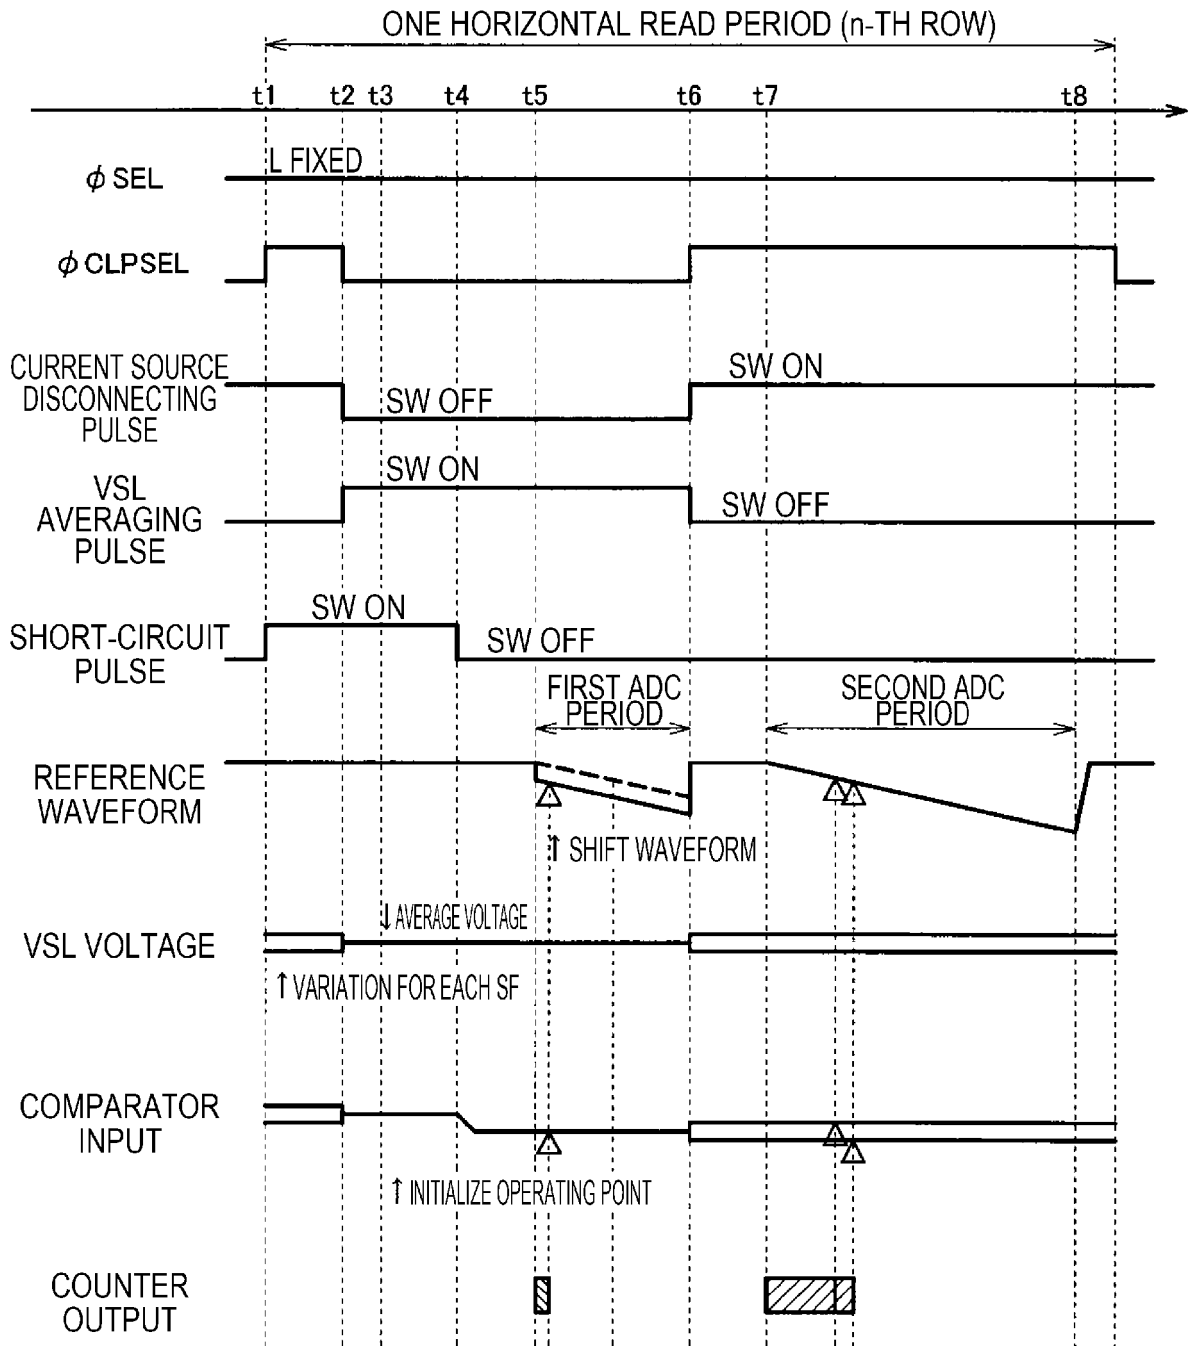 ONE HORIZONTAL READ PERIOD (n-TH ROW)
t1 t2 t3 t4 t5 t6 t7 t8
φ SEL
L FIXED
φ CLPSEL
CURRENT SOURCE
DISCONNECTING
PULSE
SW OFF
SW ON
VSL
AVERAGING
PULSE
SW ON
SW OFF
SHORT-CIRCUIT
PULSE
SW ON
SW OFF
FIRST ADC
PERIOD
SECOND ADC
PERIOD
REFERENCE
WAVEFORM
↑ SHIFT WAVEFORM
VSL VOLTAGE
↓ AVERAGE VOLTAGE
↑ VARIATION FOR EACH SF
COMPARATOR
INPUT
↑ INITIALIZE OPERATING POINT
COUNTER
OUTPUT